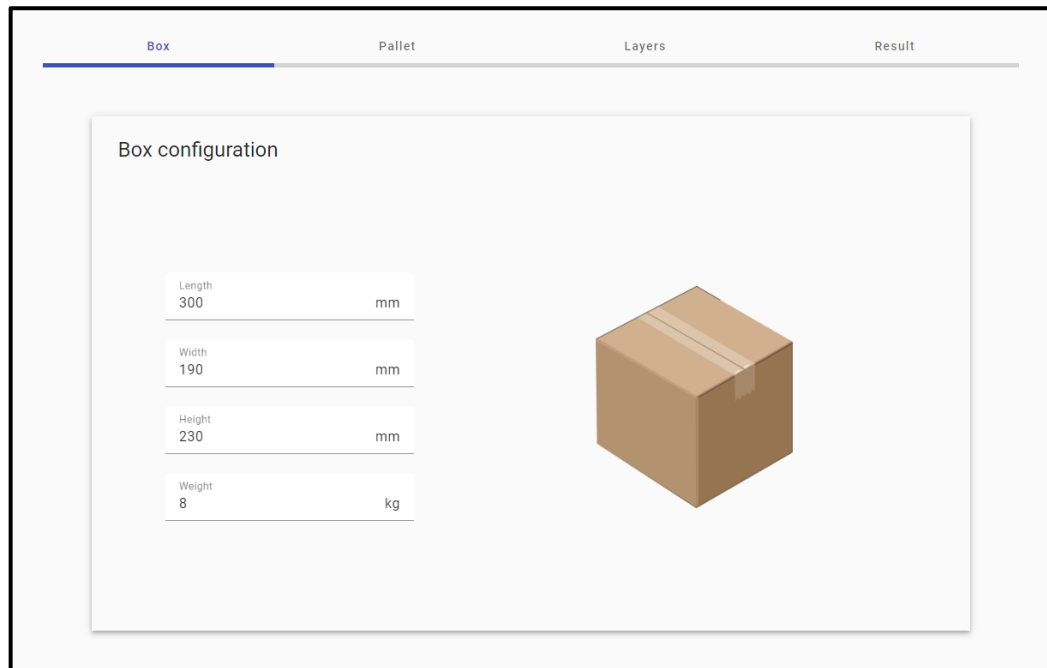 Box Pallet Layers Result
Box configuration
Length
300 mm
Width
190 mm
Height
230 mm
Weight
8 kg